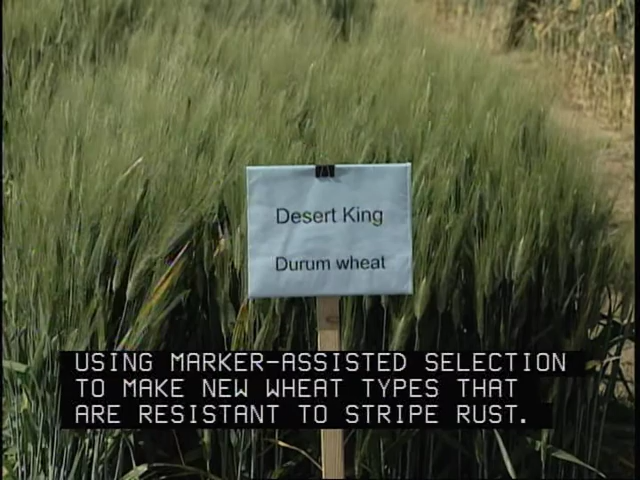 Desert King
Durum wheat
USING MARKER-ASSISTED SELECTION
TO MAKE NEW WHEAT TYPES THAT
ARE RESISTANT TO STRIPE RUST.